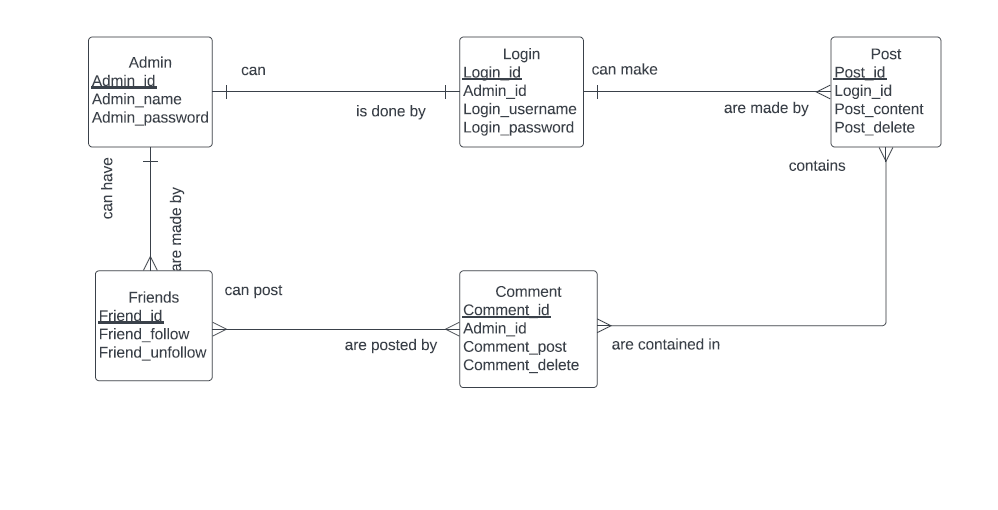 Admin
Admin_id
Admin_name
Admin_password
can
is done by
Login
Login_id
Admin_id
Login_username
Login_password
can make
are made by
Post
Post_id
Login_id
Post_content
Post_delete
can have
are made by
contains
Friends
Friend_id
Friend_follow
Friend_unfollow
can post
are posted by
Comment
Comment_id
Admin_id
Comment_post
Comment_delete
are contained in